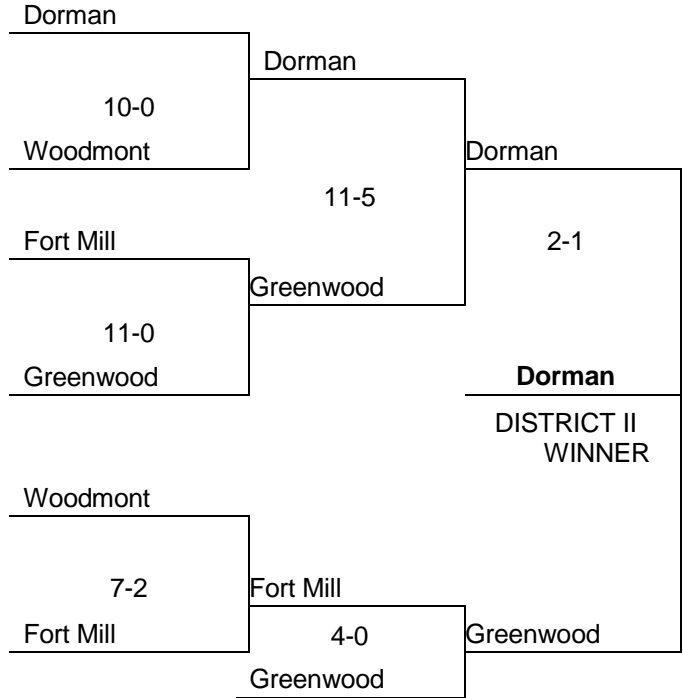 Dorman
Dorman
10-0
Woodmont
Dorman
11-5
Fort Mill
2-1
Greenwood
11-0
Greenwood
Dorman
DISTRICT II
WINNER
Woodmont
7-2
Fort Mill
Fort Mill
4-0
Greenwood
Greenwood